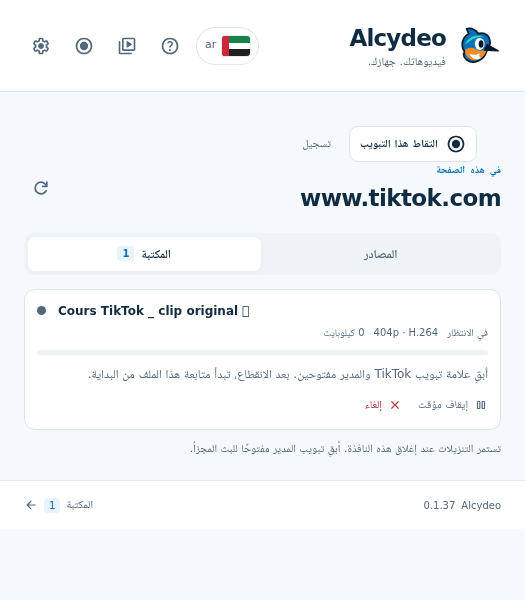 Alcydeo
فيديوهاتك. جهازك.
ar
التقاط هذا التبويب
تسجيل
في هذه الصفحة
www.tiktok.com
المصادر
المكتبة 1
Cours TikTok _ clip original
في الانتظار 404p · H.264 0 كيلوبايت
أبقِ علامة تبويب TikTok والمدير مفتوحين. بعد الانقطاع، تبدأ متابعة هذا الملف من البداية.
إيقاف مؤقت
إلغاء
تستمر التنزيلات عند إغلاق هذه النافذة. أبقِ تبويب المدير مفتوحًا للبث المجزأ.
Alcydeo 0.1.37
المكتبة 1